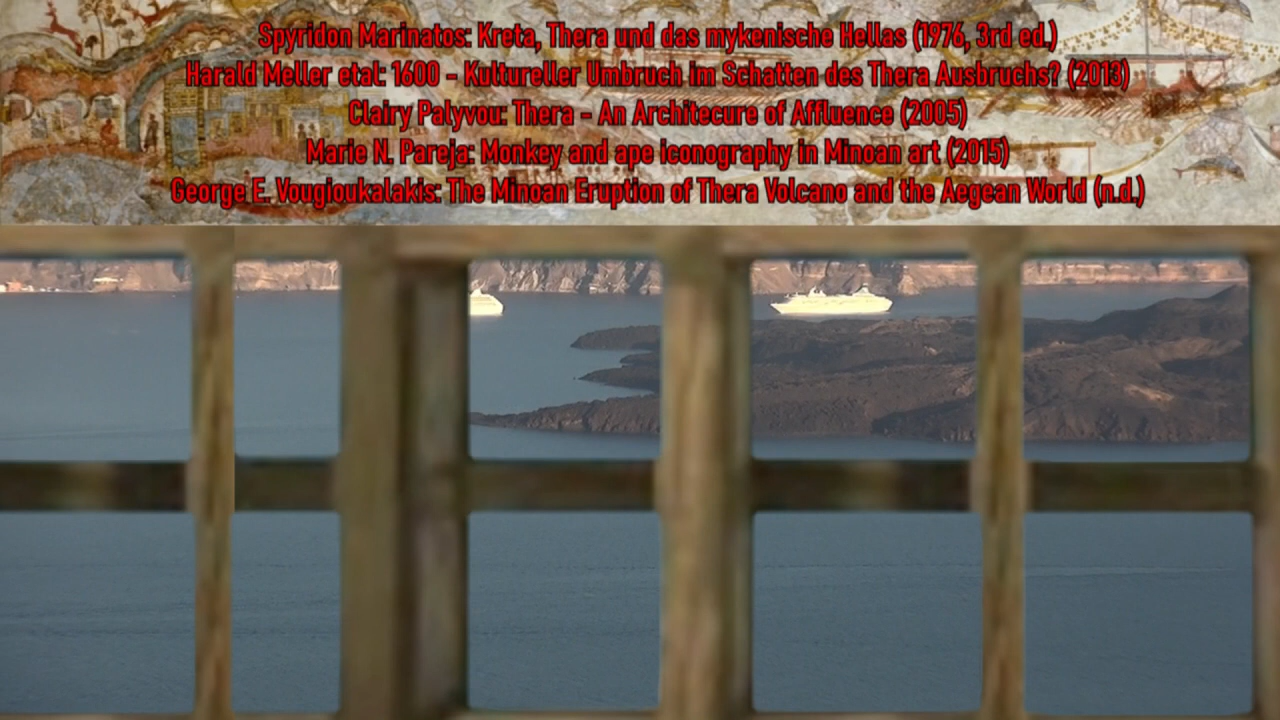 Spyridon Marinatos: Kreta, Thera und das mykenische Hellas (1976, 3rd ed.)
Harald Meller etal: 1600 - Kultureller Umbruch im Schatten des Thera Ausbruchs? (2013)
Clairy Palyvou: Thera - An Architecure of Affluence (2005)
Marie N. Pareja: Monkey and ape iconography in Minoan art (2015)
George E. Vougioukalakis: The Minoan Eruption of Thera Volcano and the Aegean World (n.d.)